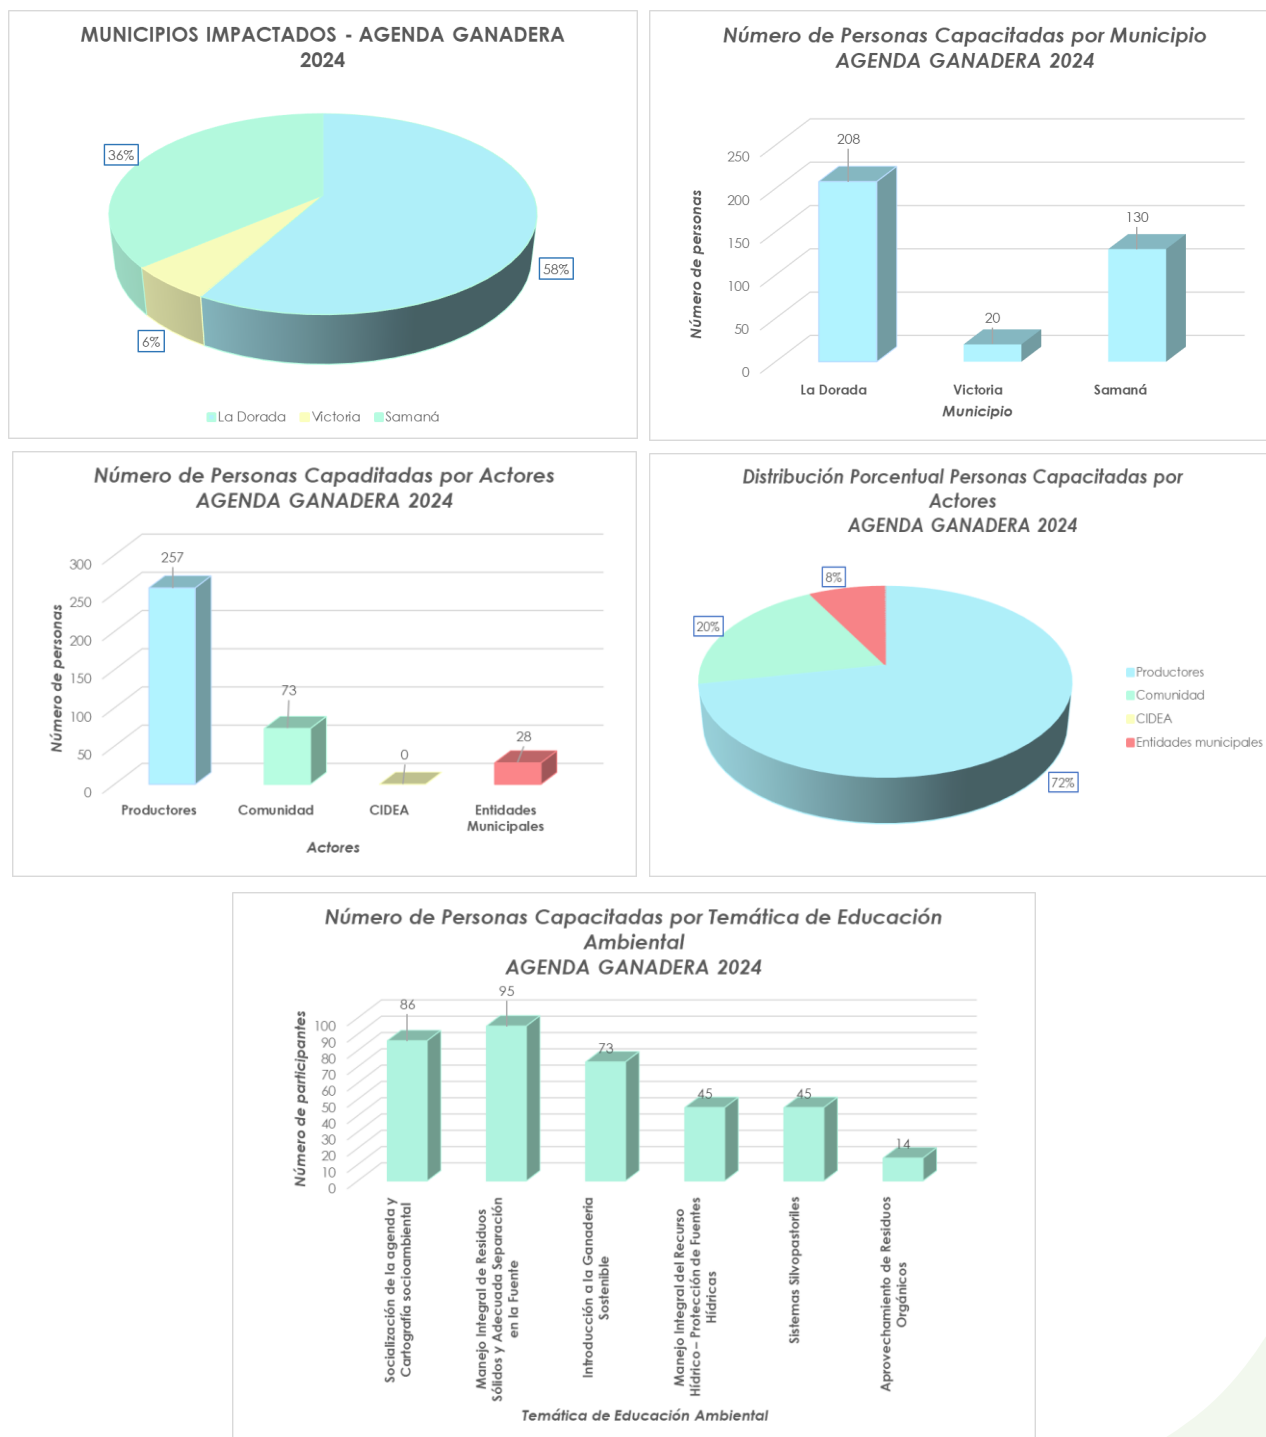 MUNICIPIOS IMPACTADOS - AGENDA GANADERA
2024
36%
58%
6%
La Dorada Victoria Samaná
Número de Personas Capacitadas por Municipio
AGENDA GANADERA 2024
Número de personas
250
200
150
100
50
0
208
20
130
La Dorada Victoria Samaná
Municipio
Número de Personas Capaditadas por Actores
AGENDA GANADERA 2024
Número de personas
300
250
200
150
100
50
0
257
73
0
28
Productores Comunidad CIDEA Entidades
Municipales
Actores
Distribución Porcentual Personas Capacitadas por
Actores
AGENDA GANADERA 2024
8%
20%
72%
Productores
Comunidad
CIDEA
Entidades municipales
Número de Personas Capacitadas por Temática de Educación
Ambiental
AGENDA GANADERA 2024
Número de participantes
100
90
80
70
60
50
40
30
20
10
0
86
95
73
45
45
14
Socialización de la agenda y
Cartografía socioambiental
Manejo Integral de Residuos
Sólidos y Adecuada Separación
en la Fuente
Introducción a la Ganadería
Sostenible
Manejo Integral del Recurso
Hídrico – Protección de Fuentes
Hídricas
Sistemas Silvopastoriles
Aprovechamiento de Residuos
Orgánicos
Temática de Educación Ambiental